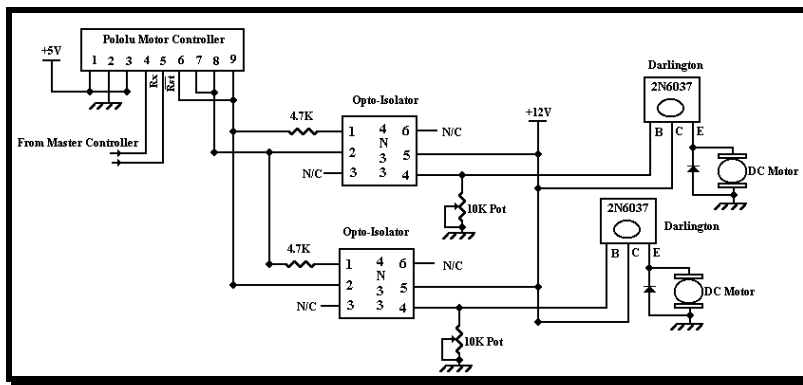 Pololu Motor Controller
1 2 3 4 5 6 7 8 9
+5V
Rx
Rst
From Master Controller
4.7K
Opto-Isolator
1 4 6 N/C
2 N 5
N/C 3 3 4
3
10K Pot
+12V
Darlington
2N6037
B C E
DC Motor
2N6037
Darlington
B C E
DC Motor
4.7K
Opto-Isolator
1 4 6 N/C
2 N 5
N/C 3 3 4
3
10K Pot